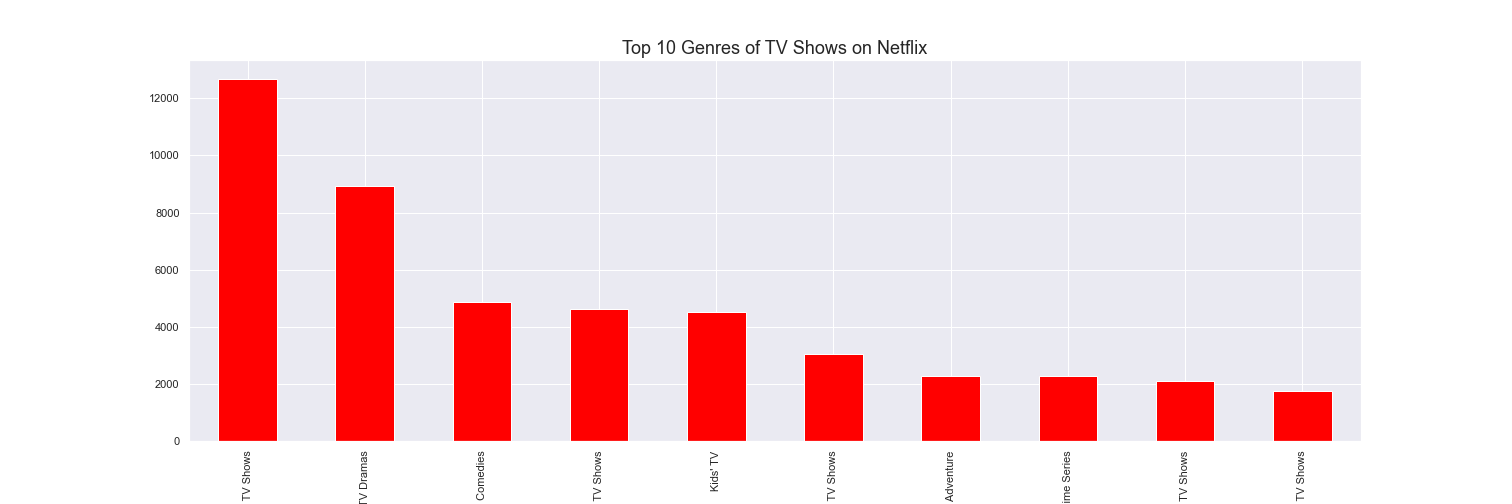 Top 10 Genres of TV Shows on Netflix
12000
10000
8000
6000
4000
2000
0
TV Shows
TV Dramas
Comedies
TV Shows
Kids' TV
TV Shows
Adventure
Series
TV Shows
TV Shows